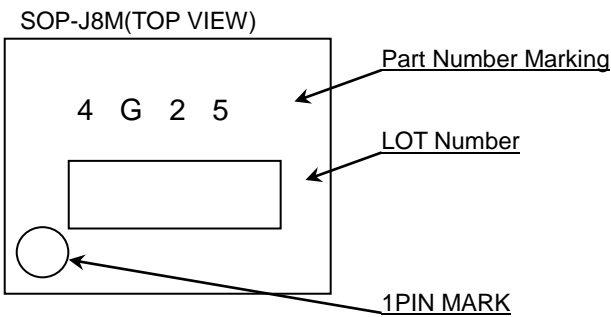 SOP-J8M(TOP VIEW)
Part Number Marking
4 G 2 5
LOT Number
1PIN MARK